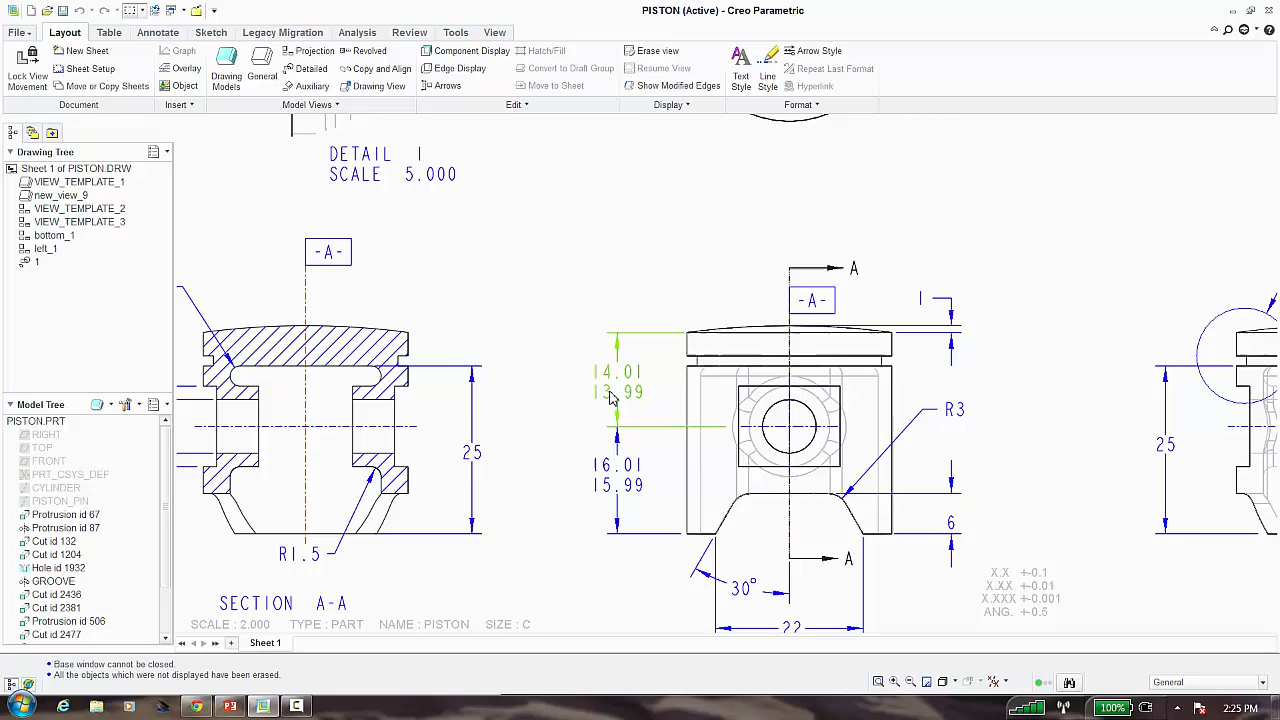 PISTON (Active) - Creo Parametric
File
Layout
Table
Annotate
Sketch
Legacy Migration
Analysis
Review
Tools
View
Lock View
Movement
New Sheet
Sheet Setup
Move or Copy Sheets
Document
Graph
Overlay
Object
Insert
Drawing
Models
General
Projection
Detailed
Auxiliary
Revolved
Copy and Align
Drawing View
Model Views
Component Display
Edge Display
Arrows
Hatch/Fill
Convert to Draft Group
Move to Sheet
Edit
Erase view
Resume View
Show Modified Edges
Display
Text
Style
Line
Style
Arrow Style
Repeat Last Format
Hyperlink
Format
Drawing Tree
Sheet 1 of PISTON.DRW
VIEW_TEMPLATE_1
new_view_9
VIEW_TEMPLATE_2
VIEW_TEMPLATE_3
bottom_1
left_1
1
Model Tree
PISTON.PRT
RIGHT
TOP
FRONT
PRT_CSYS_DEF
CYLINDER
PISTON_PIN
Protrusion id 67
Protrusion id 87
Cut id 132
Cut id 1204
Hole id 1932
GROOVE
Cut id 2436
Cut id 2381
Protrusion id 506
Cut id 2477
DETAIL 1
SCALE 5.000
-A-
25
R1.5
SECTION A-A
A
-A-
1
14.01
13.99
16.01
15.99
R3
6
A
30°
22
25
X.X +-0.1
X.XX +-0.01
X.XXX +-0.001
ANG. +-0.5
SCALE : 2.000 TYPE : PART NAME : PISTON SIZE : C
Sheet 1
• Base window cannot be closed.
• All the objects which were not displayed have been erased.
General
100%
2:25 PM